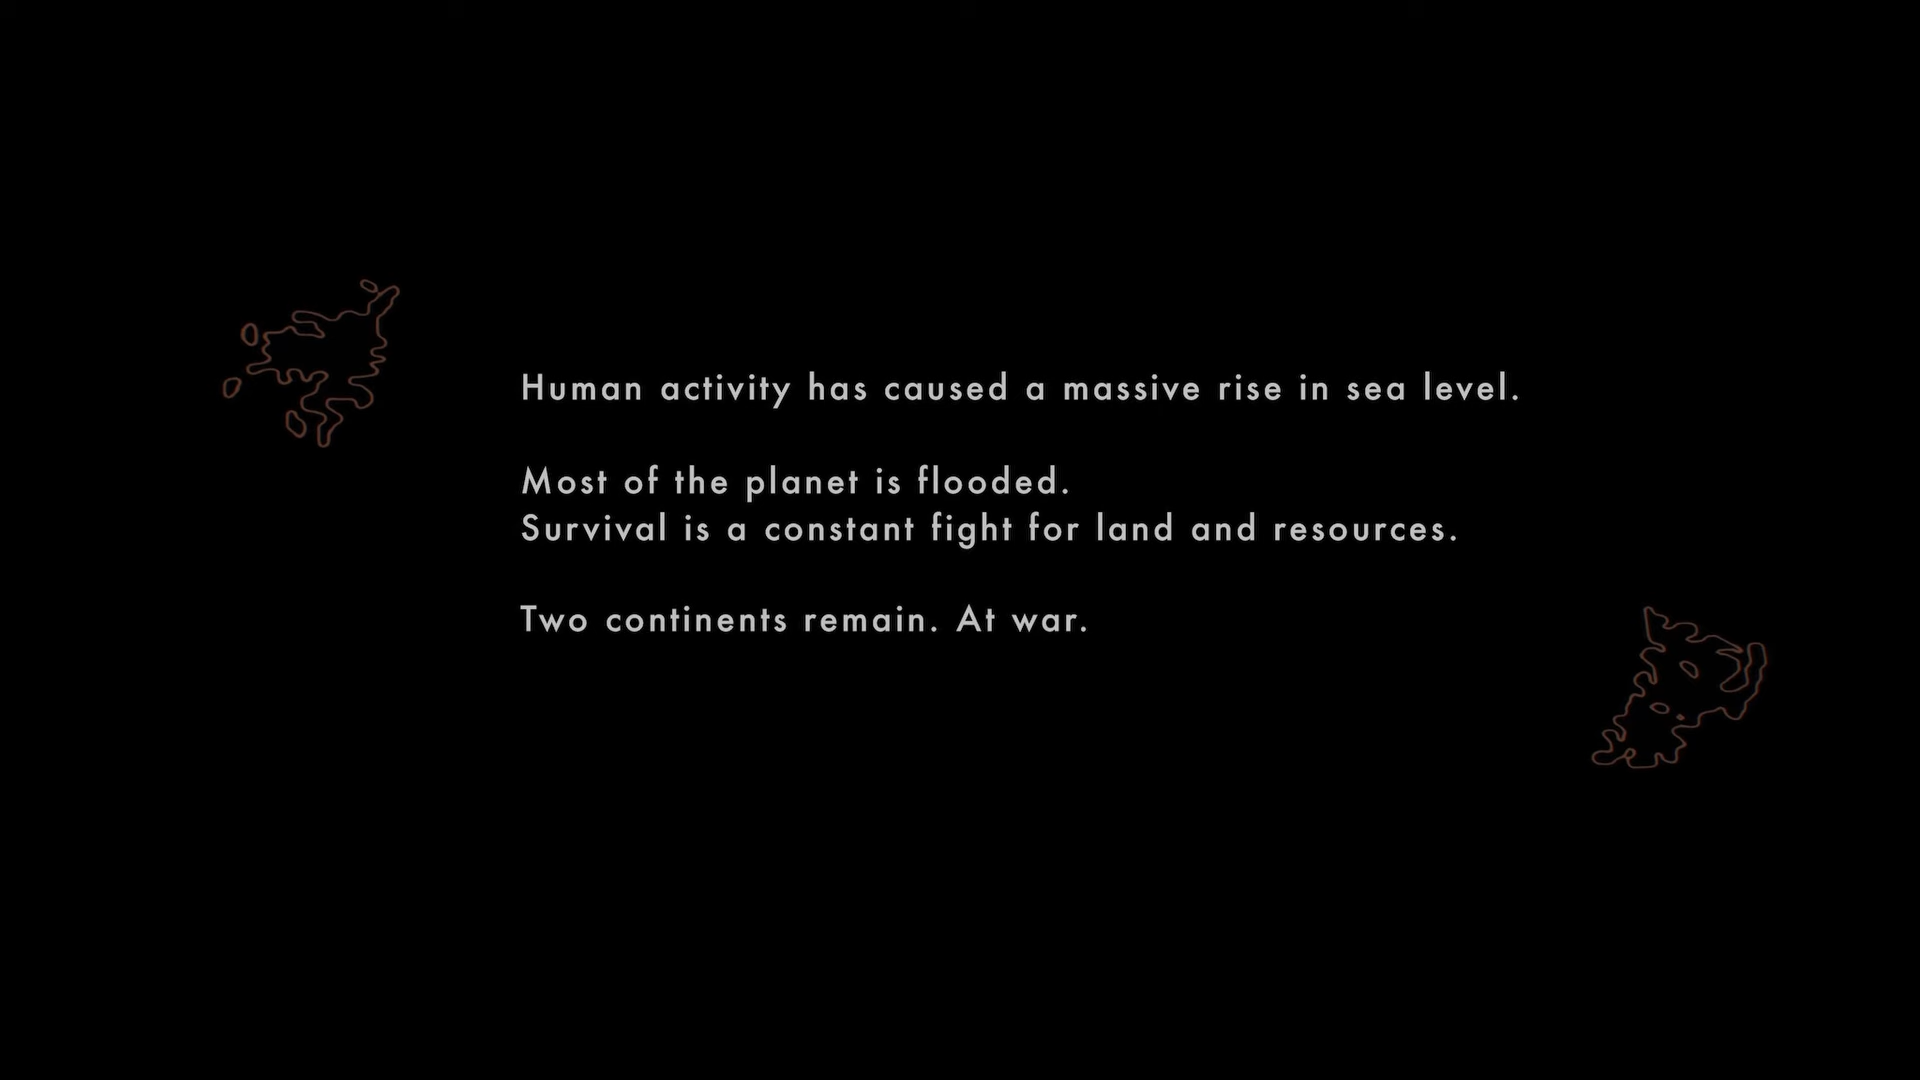 Human activity has caused a massive rise in sea level.
Most of the planet is flooded.
Survival is a constant fight for land and resources.
Two continents remain. At war.